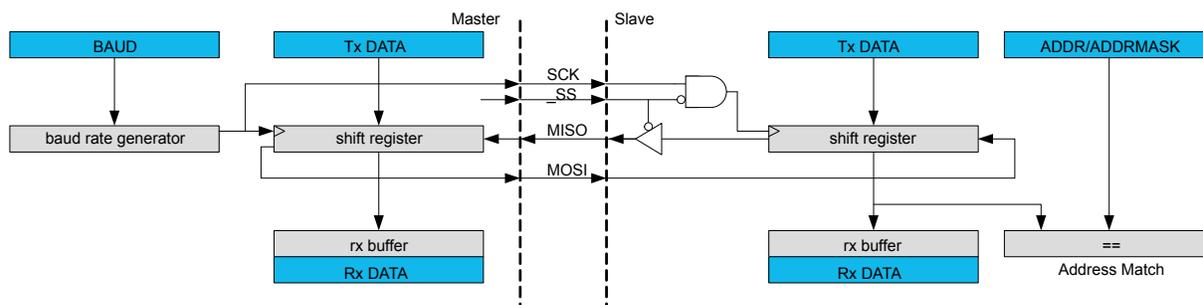 Master
Slave
BAUD
Tx DATA
Tx DATA
ADDR/ADDRMASK
SCK
_SS
baud rate generator
shift register
MISO
shift register
MOSI
rx buffer
rx buffer
==
Rx DATA
Rx DATA
Address Match